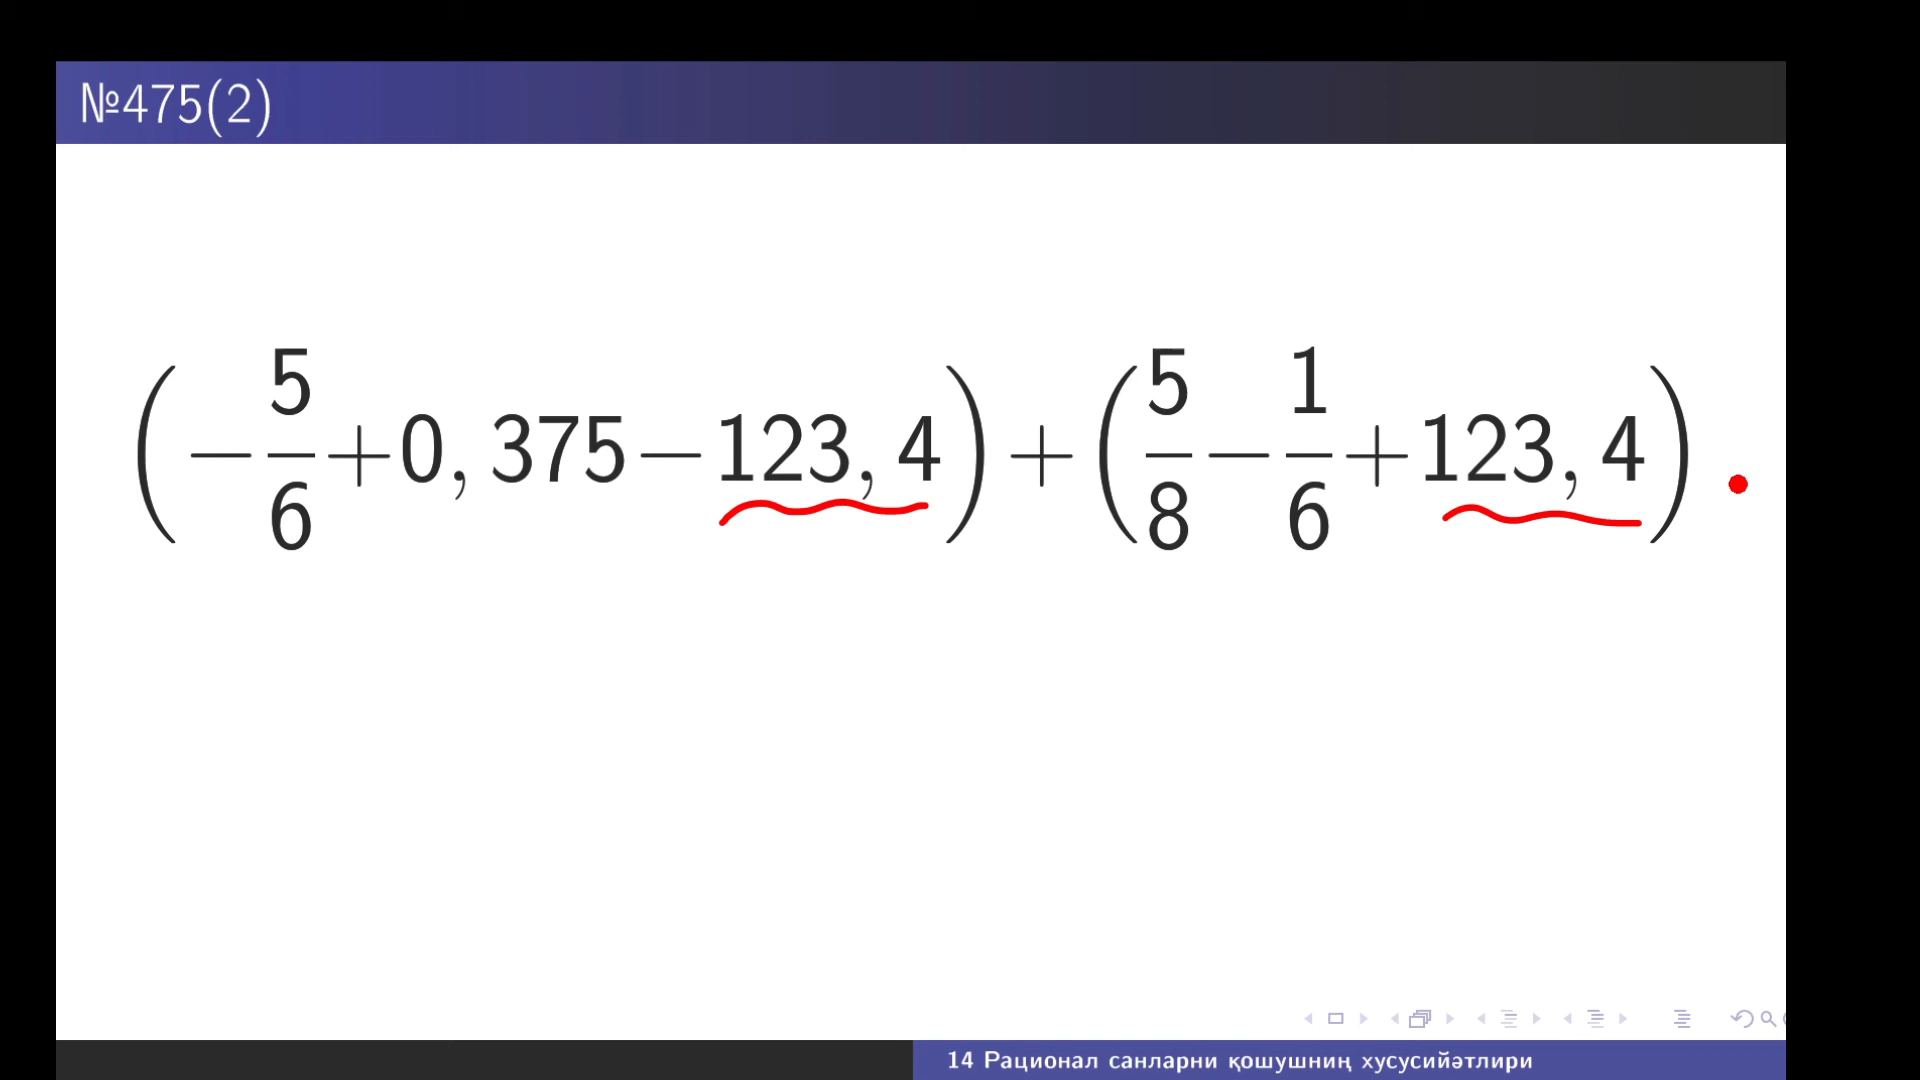 №475(2)
(−5/6+0,375−123,4)+(5/8−1/6+123,4)
14 Рационал санларни қошушниң хусусийәтлири